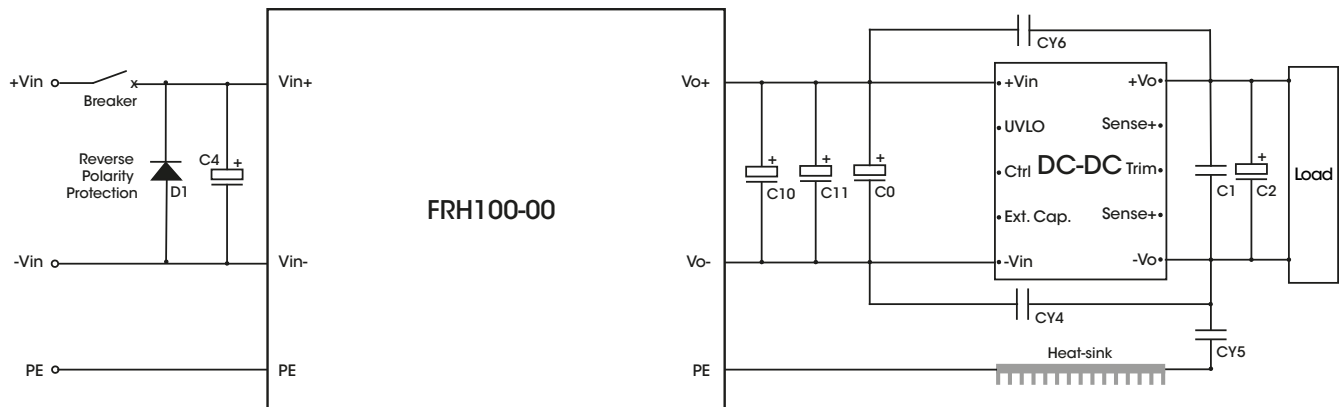 CY6
+Vin
Breaker
x
Vin+
Vo+
+Vin
+Vo
UVLO
Sense+
Reverse
Polarity
Protection
D1
C4
+
FRH100-00
+
C10
+
C11
+
C0
Ctrl
DC-DC
Trim
C1
+
C2
Load
Ext. Cap.
Sense+
-Vin
Vin-
Vo-
-Vin
-Vo
CY4
CY5
Heat-sink
PE
PE
PE